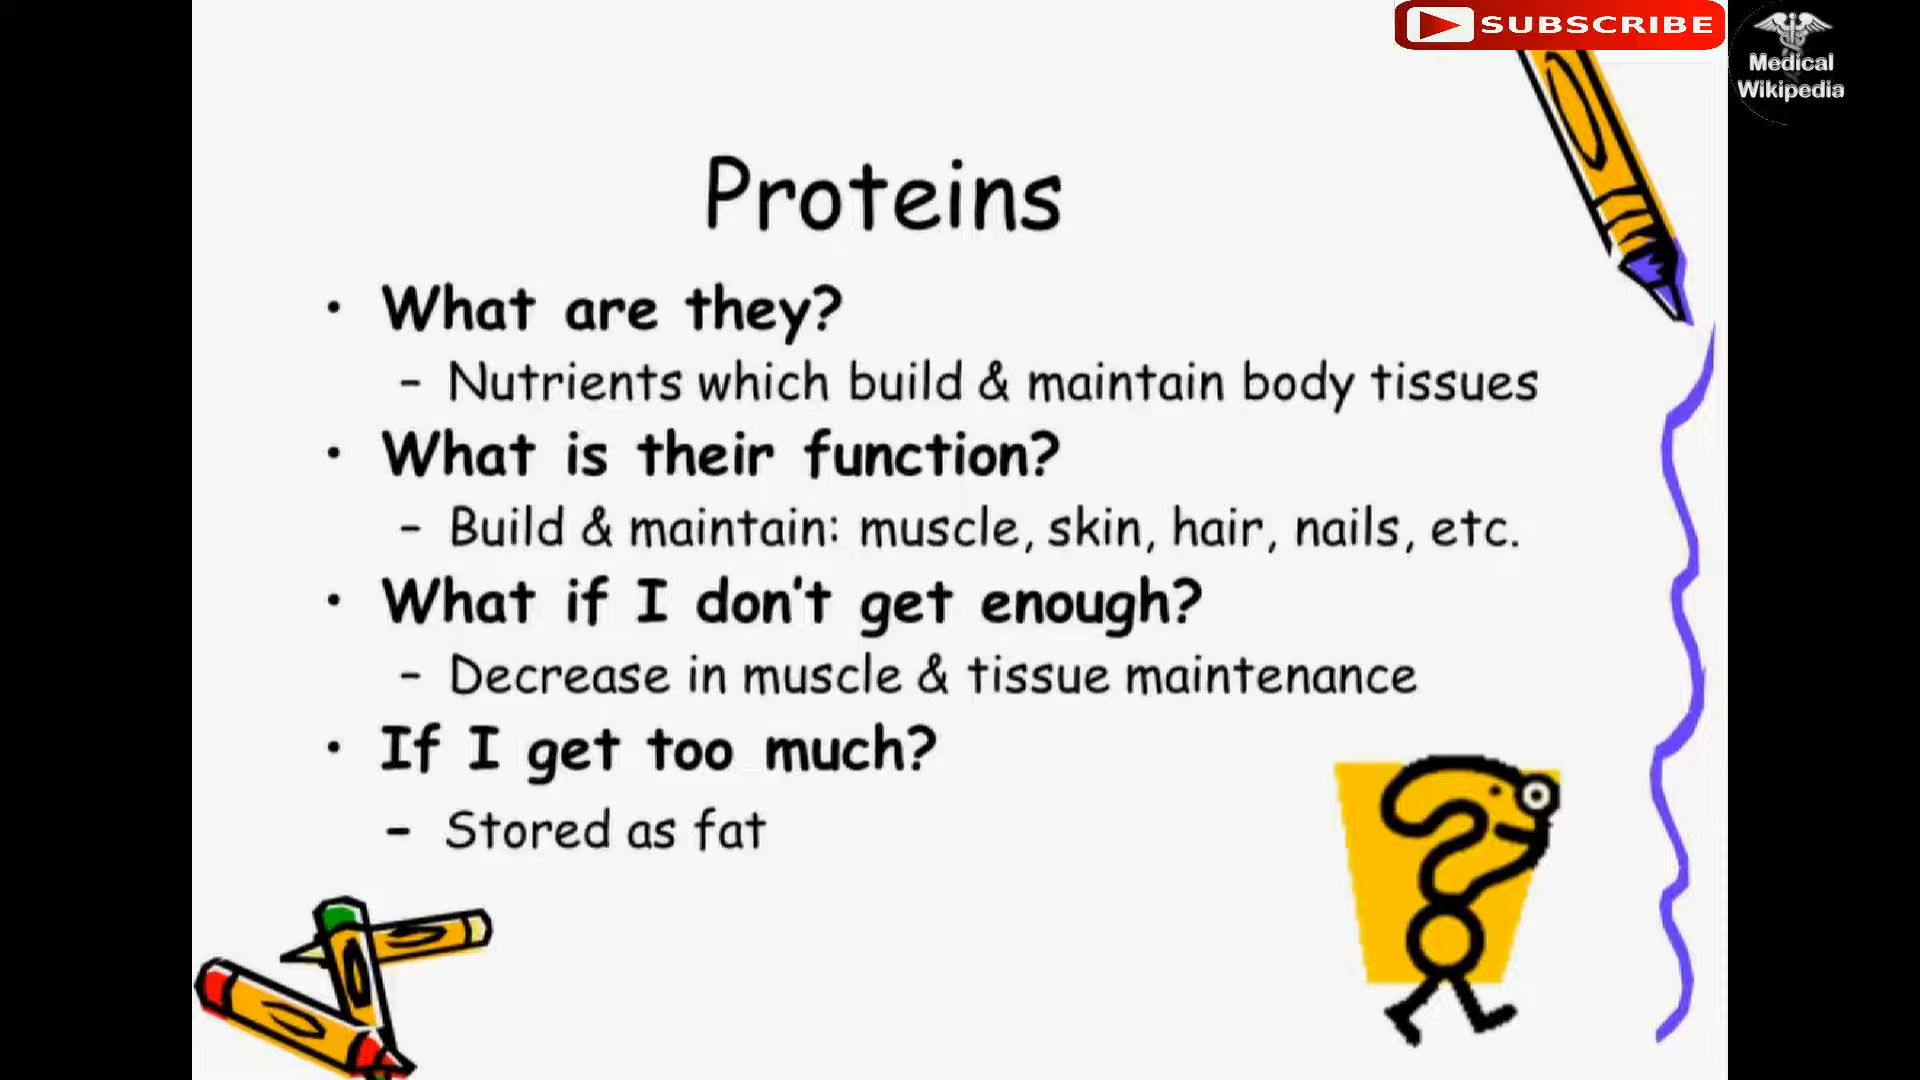 SUBSCRIBE
Medical
Wikipedia
Proteins
• What are they?
– Nutrients which build & maintain body tissues
• What is their function?
– Build & maintain: muscle, skin, hair, nails, etc.
• What if I don't get enough?
– Decrease in muscle & tissue maintenance
• If I get too much?
– Stored as fat